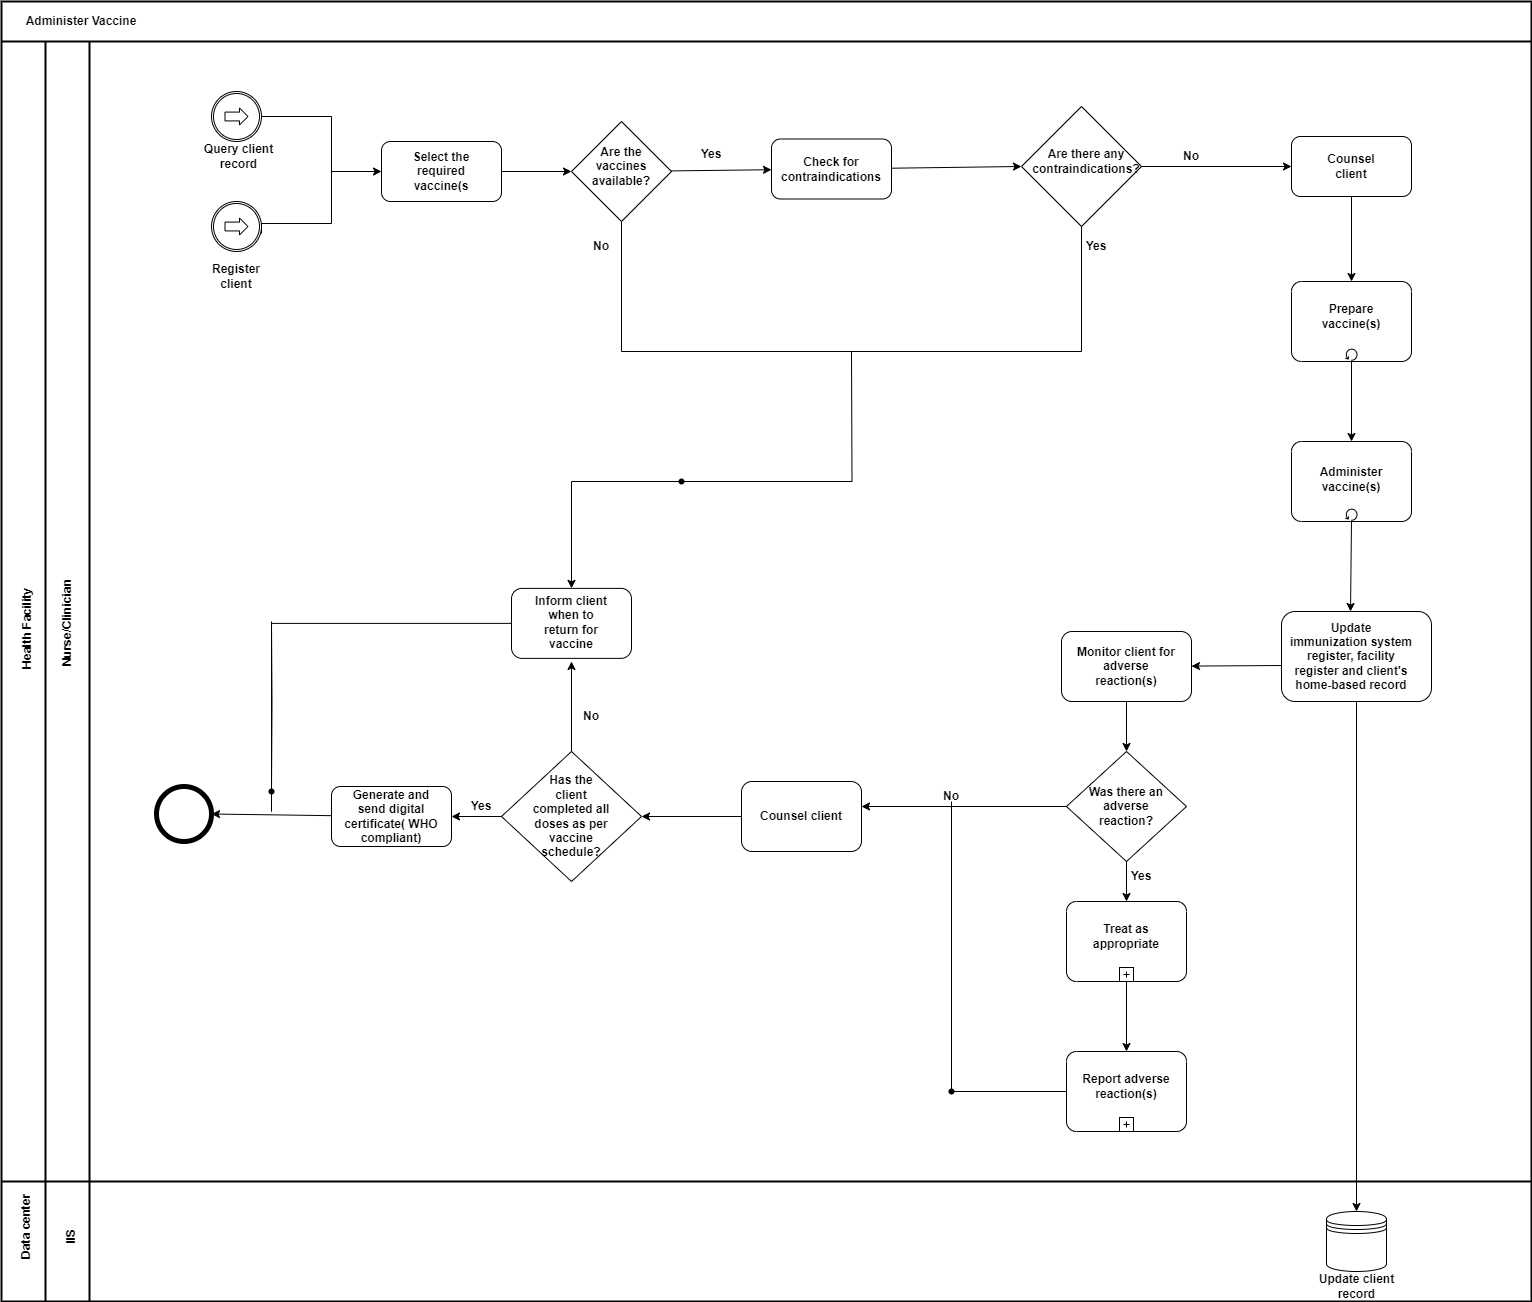 Administer Vaccine
Health Facility
Nurse/Clinician
Query client
record
Register
client
Select the
required
vaccine(s
Are the
vaccines
available?
Yes
No
Check for
contraindications
Are there any
contraindications?
No
Yes
Counsel
client
Prepare
vaccine(s)
Administer
vaccine(s)
Update
immunization system
register, facility
register and client's
home-based record
Monitor client for
adverse
reaction(s)
Was there an
adverse
reaction?
No
Yes
Treat as
appropriate
Report adverse
reaction(s)
Counsel client
Has the
client
completed all
doses as per
vaccine
schedule?
No
Yes
Inform client
when to
return for
vaccine
Generate and
send digital
certificate( WHO
compliant)
Data center
IIS
Update client
record